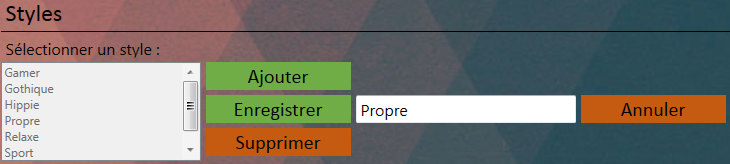 Styles
Sélectionner un style :
Gamer
Gothique
Hippie
Propre
Relaxe
Sport
Ajouter
Enregistrer
Propre
Annuler
Supprimer